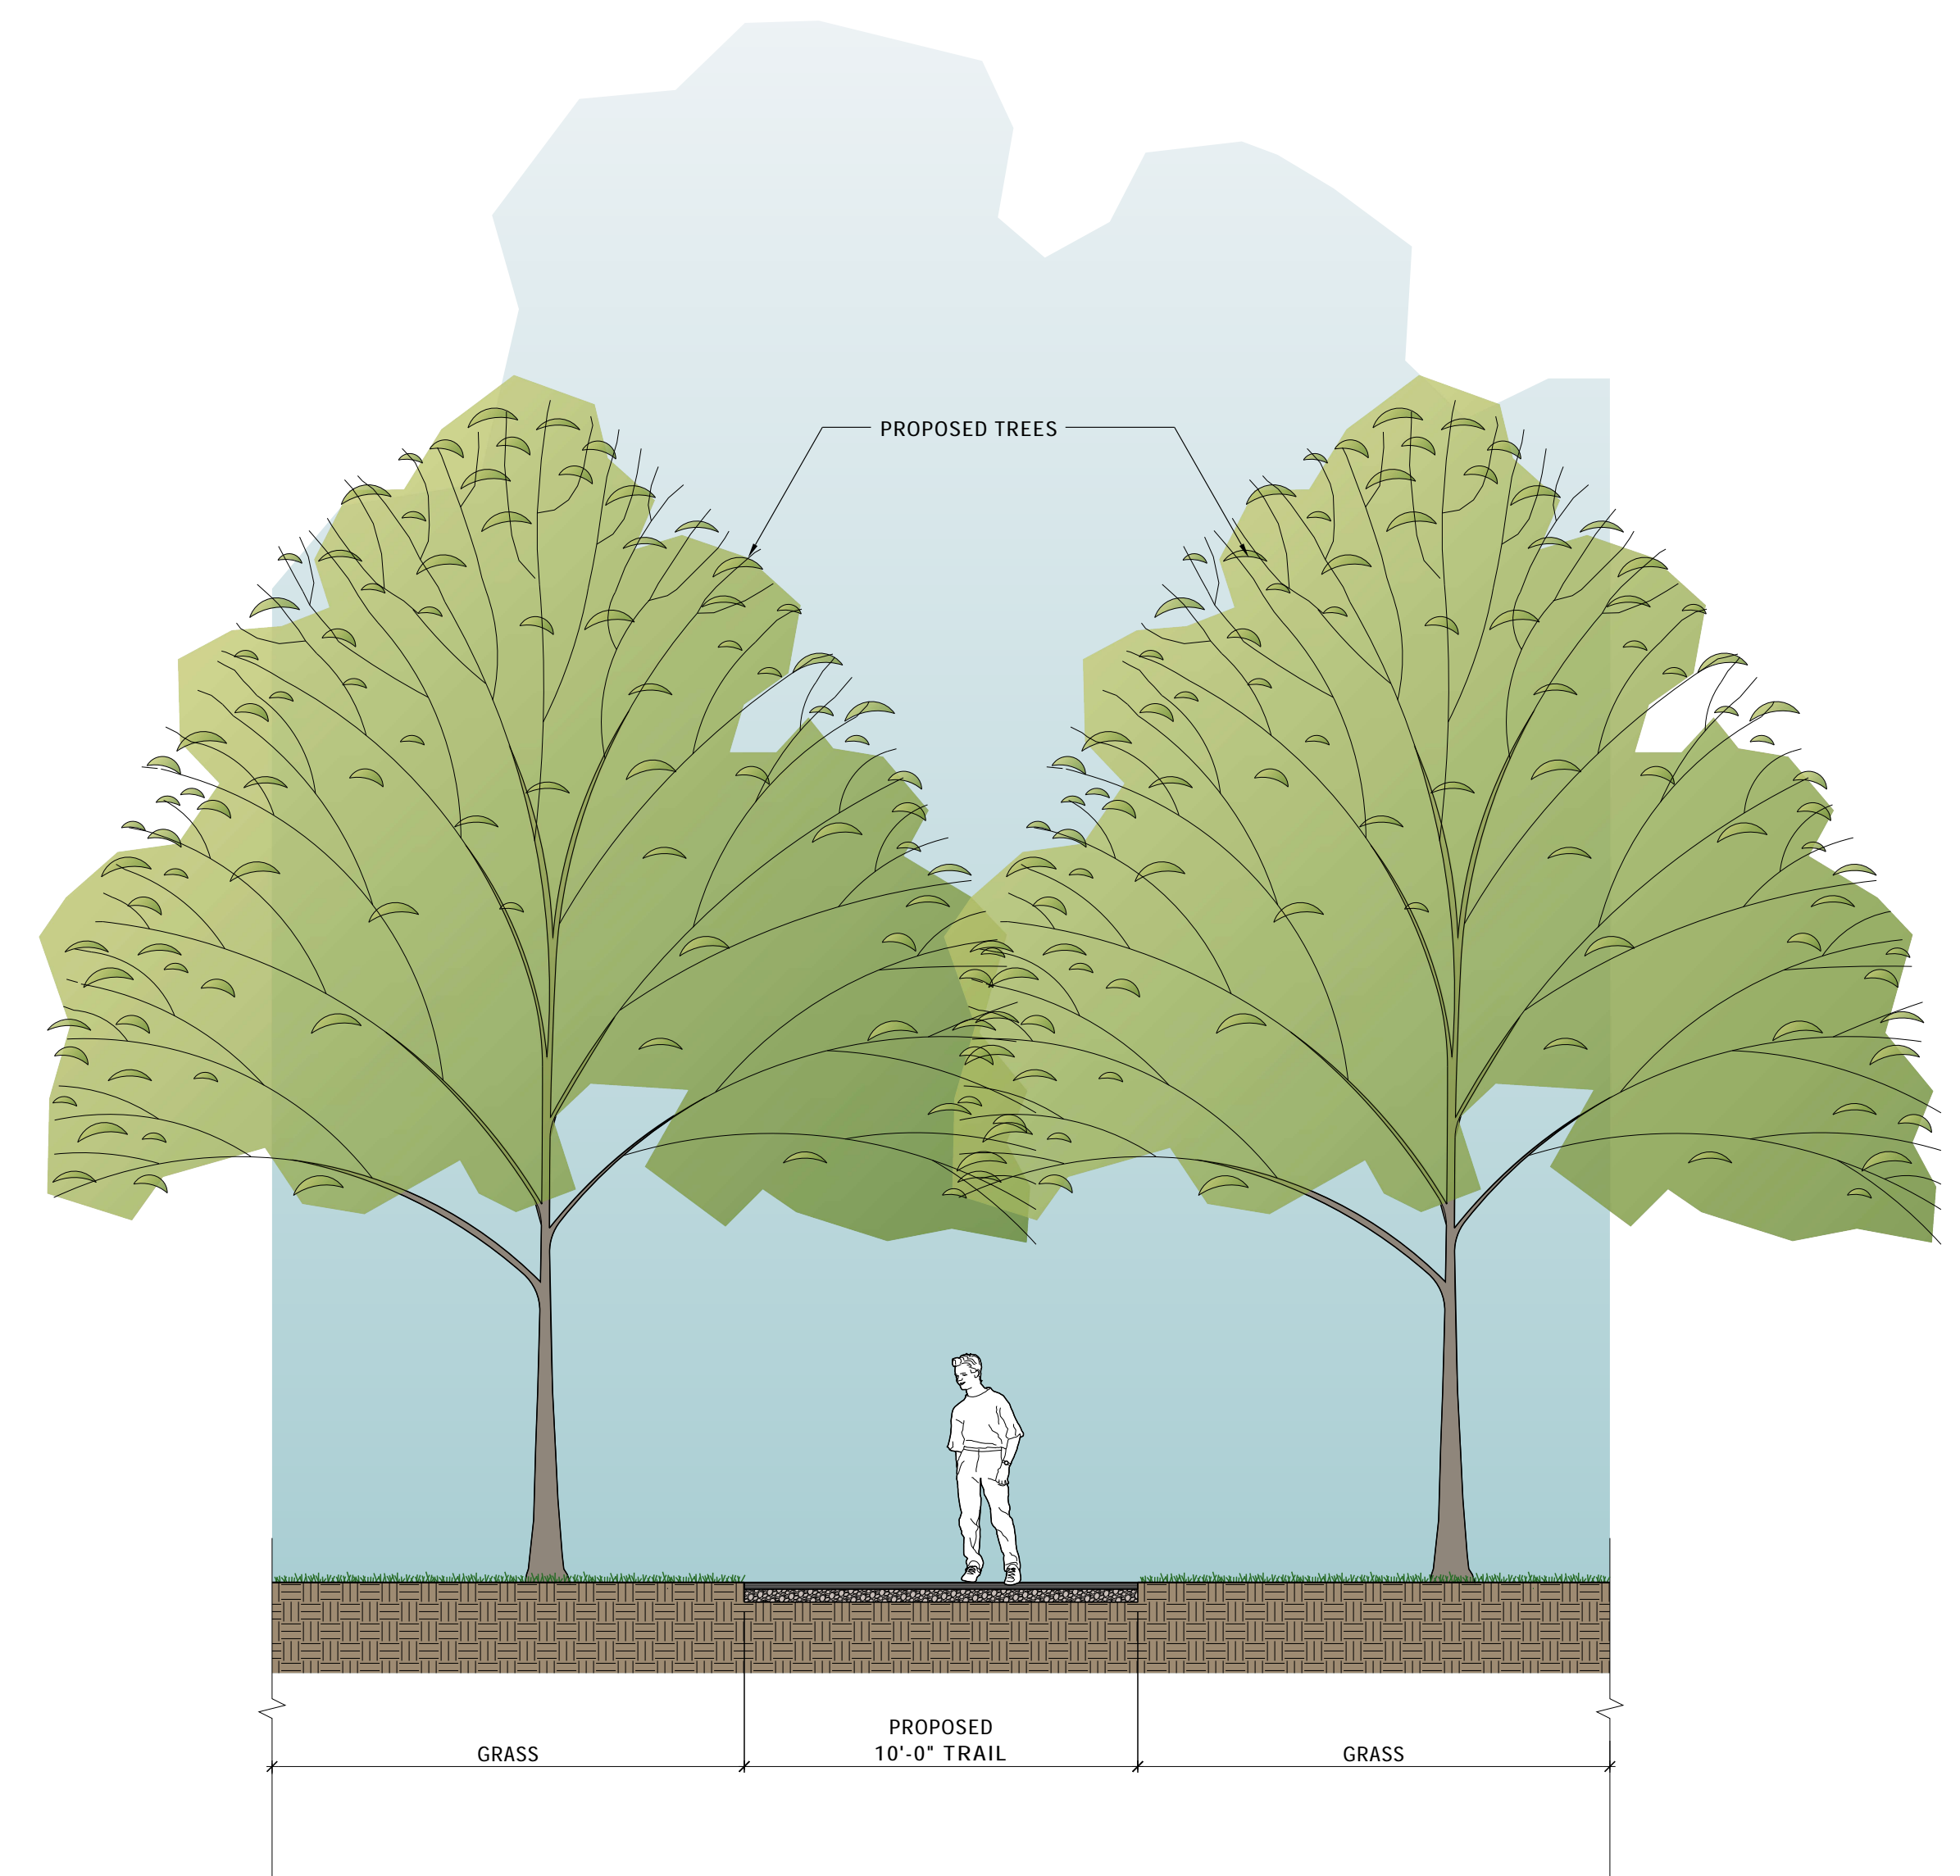 PROPOSED TREES
PROPOSED
10'-0" TRAIL
GRASS
GRASS